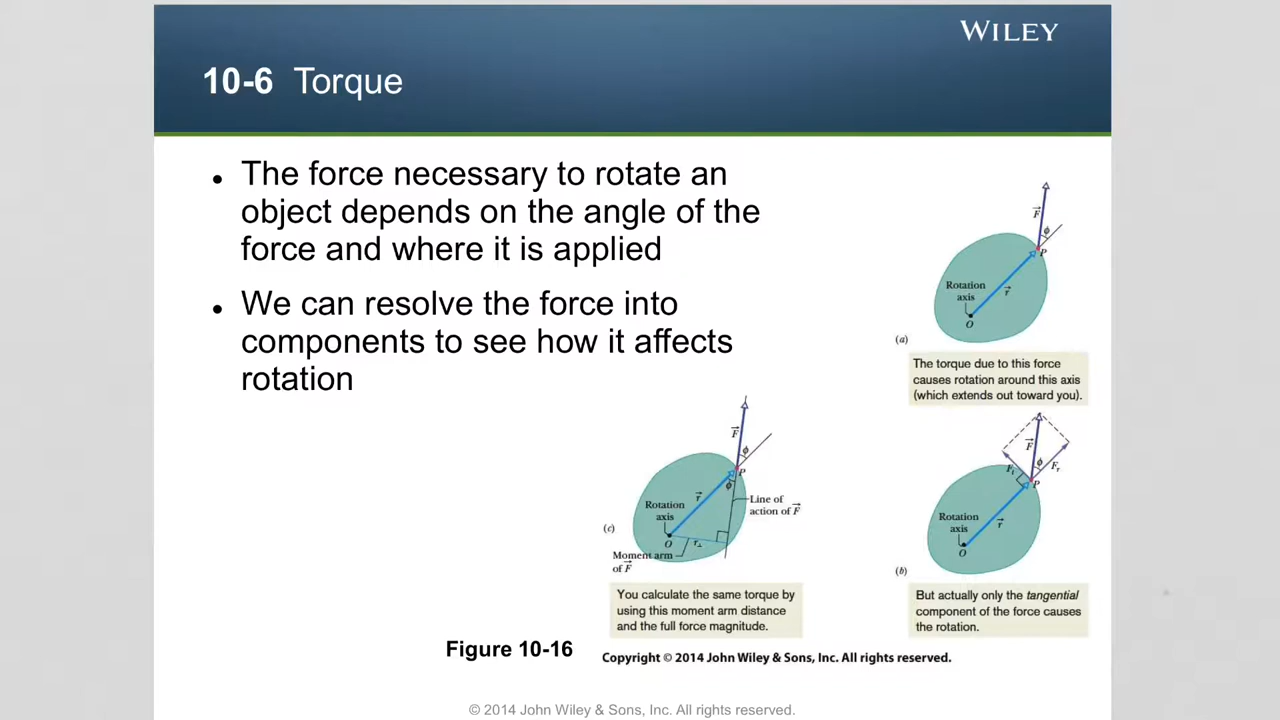 WILEY
10-6 Torque
● The force necessary to rotate an
object depends on the angle of the
force and where it is applied
● We can resolve the force into
components to see how it affects
rotation
F
ϕ
P
Rotation
axis
r
O
(a)
The torque due to this force
causes rotation around this axis
(which extends out toward you).
F
ϕ
P
ϕ
r
Rotation
axis
O
r⊥
Line of
action of F
(c)
Moment arm
of F
You calculate the same torque by
using this moment arm distance
and the full force magnitude.
F
Ft
ϕ
Fr
P
Rotation
axis
r
O
(b)
But actually only the tangential
component of the force causes
the rotation.
Figure 10-16
Copyright © 2014 John Wiley & Sons, Inc. All rights reserved.
© 2014 John Wiley & Sons, Inc. All rights reserved.